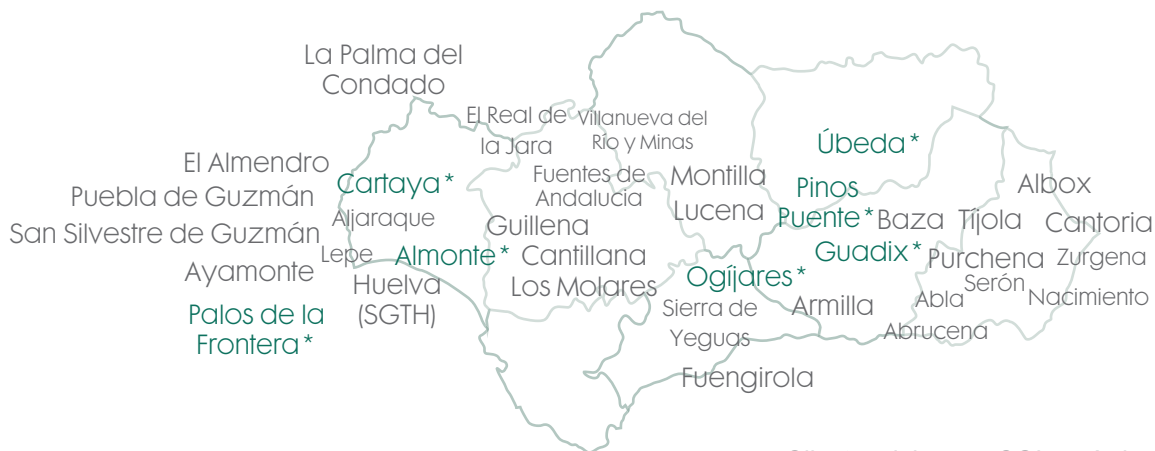 La Palma del
Condado
El Real de
la Jara
Villanueva del
Río y Minas
Úbeda*
El Almendro
Cartaya*
Fuentes de
Andalucía
Montilla
Pinos
Puente*
Albox
Puebla de Guzmán
Aljaraque
Guillena
Lucena
Baza
Tíjola
Cantoria
San Silvestre de Guzmán
Lepe
Almonte*
Cantillana
Guadix*
Purchena
Zurgena
Ayamonte
Huelva
(SGTH)
Los Molares
Ogíjares*
Serón
Nacimiento
Palos de la
Frontera*
Sierra de
Yeguas
Armilla
Abla
Abrucena
Fuengirola